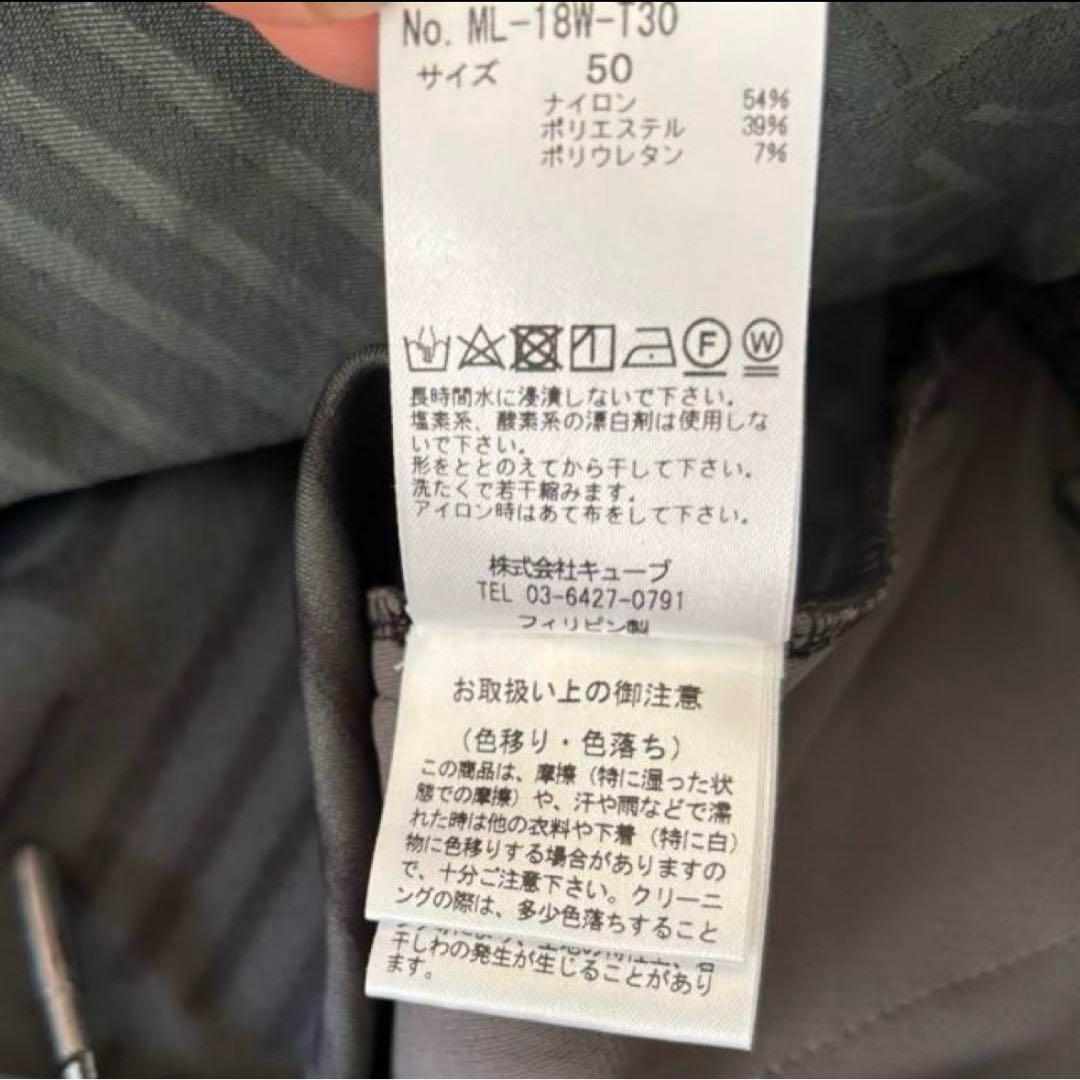 No. ML-18W-T30
サイズ 50
ナイロン 54%
ポリエステル 39%
ポリウレタン 7%
F W
長時間水に浸漬しないで下さい。
塩素系、酸素系の漂白剤は使用しな
いで下さい。
形をととのえてから干して下さい。
洗たくで若干縮みます。
アイロン時はあて布をして下さい。
株式会社キューブ
TEL 03-6427-0791
フィリピン製
お取扱い上の御注意
（色移り・色落ち）
この商品は、摩擦（特に湿った状
態での摩擦）や、汗や雨などで濡
れた時は他の衣料や下着（特に白）
物に色移りする場合がありますの
で、十分ご注意下さい。クリーニ
ングの際は、多少色落ちすること
干しわの発生が生じることがあり
ます。